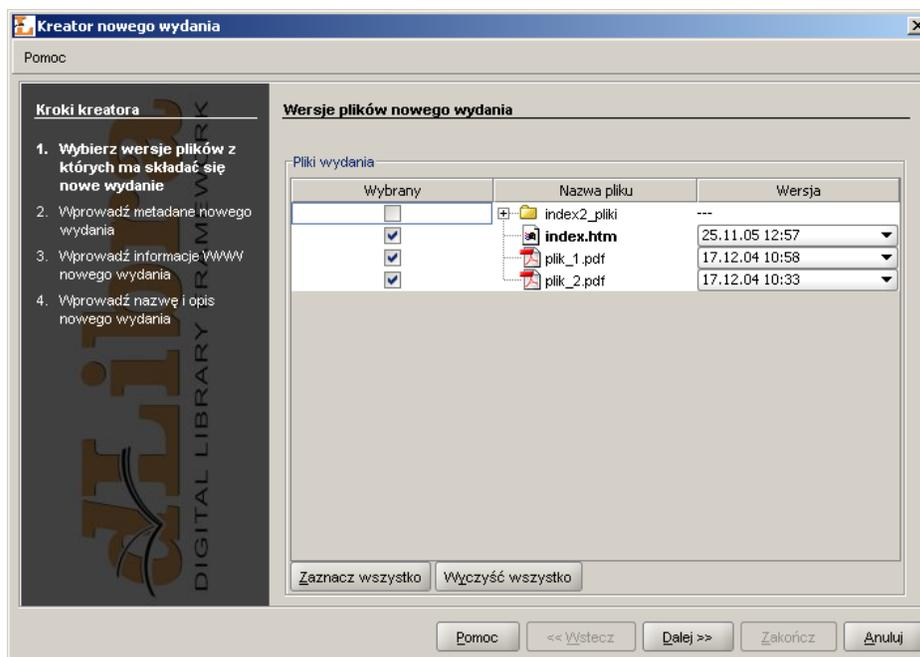 Kreator nowego wydania
Pomoc
Kroki kreatora
1. Wybierz wersje plików z
których ma składać się
nowe wydanie
2. Wprowadź metadane nowego
wydania
3. Wprowadź informacje WWW
nowego wydania
4. Wprowadź nazwę i opis
nowego wydania
dLibra
DIGITAL LIBRARY FRAMEWORK
Wersje plików nowego wydania
Pliki wydania
Wybrany Nazwa pliku Wersja
index2_pliki ---
index.htm 25.11.05 12:57
plik_1.pdf 17.12.04 10:58
plik_2.pdf 17.12.04 10:33
Zaznacz wszystko Wyczyść wszystko
Pomoc << Wstecz Dalej >> Zakończ Anuluj